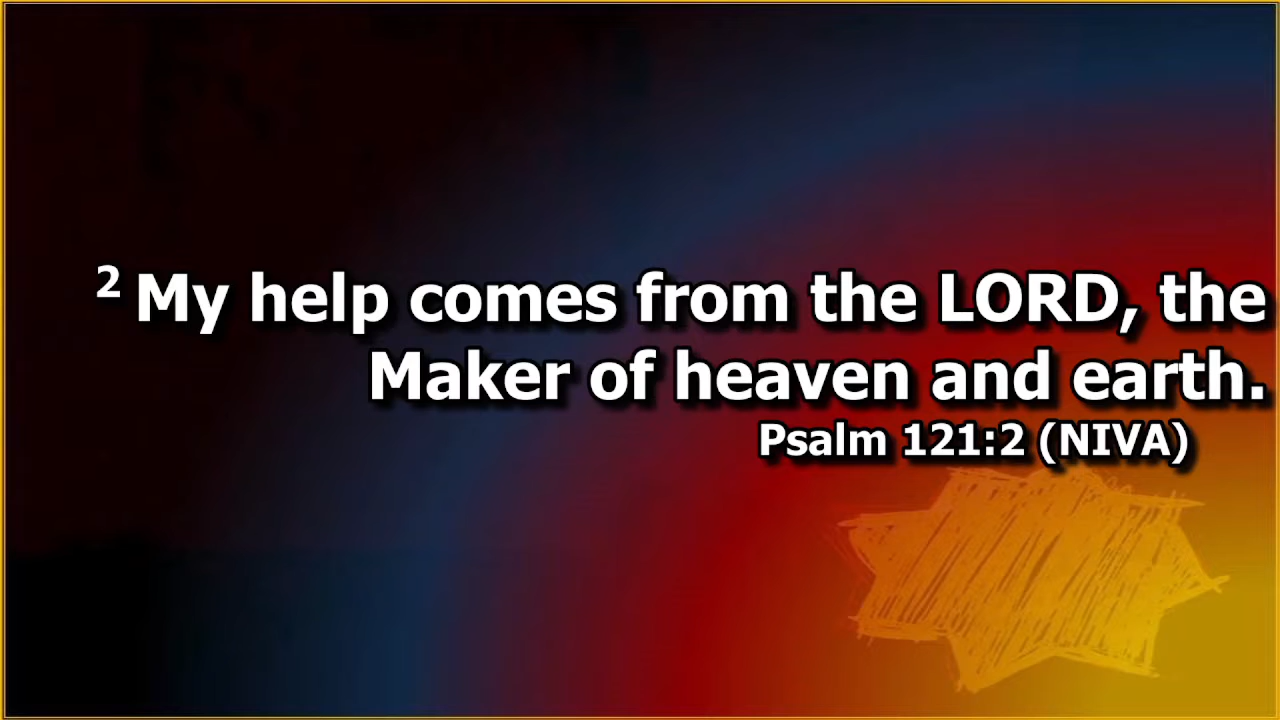 ² My help comes from the LORD, the
Maker of heaven and earth.
Psalm 121:2 (NIVA)